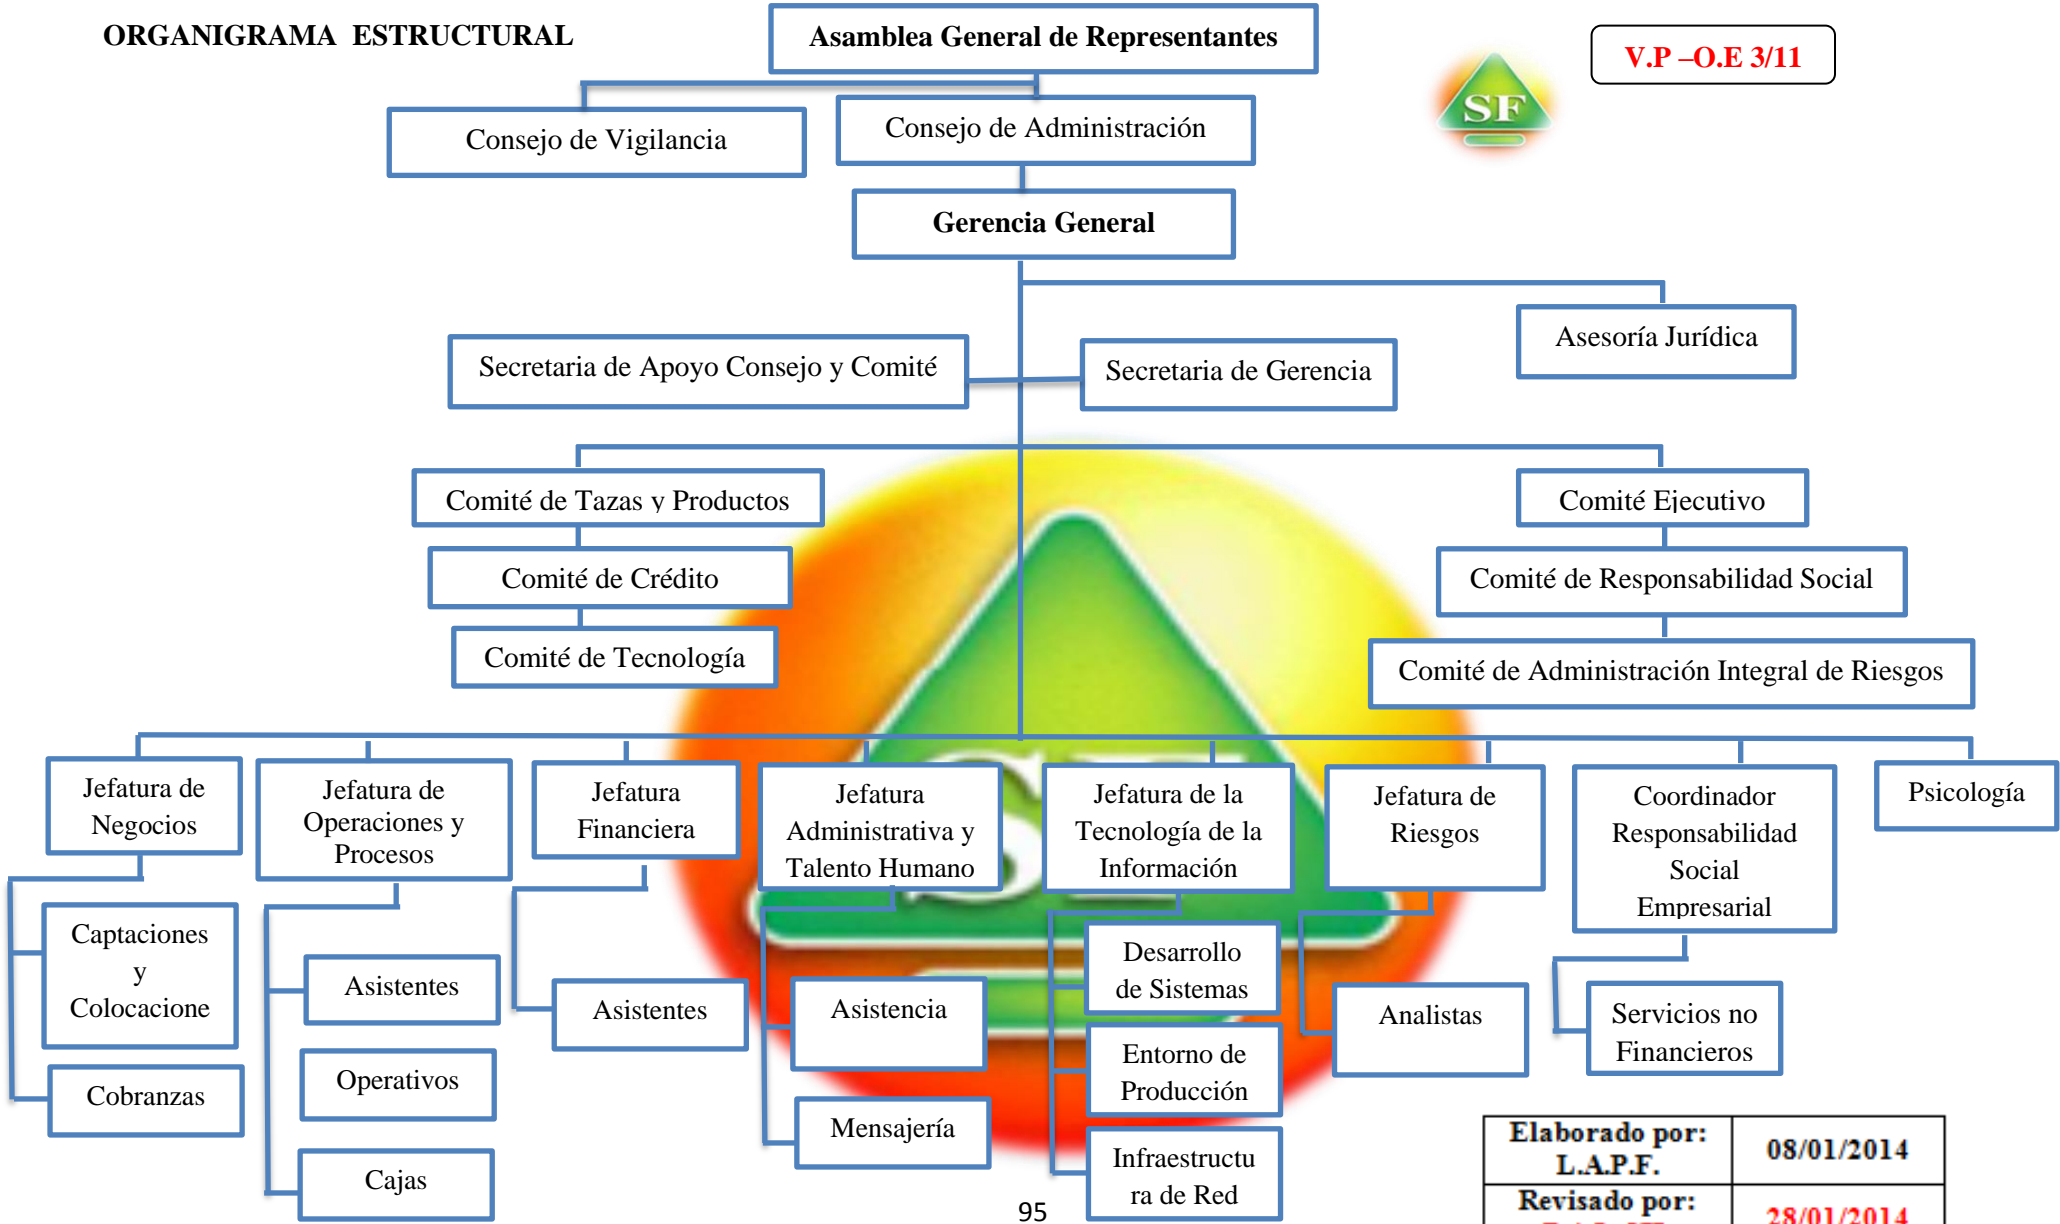 ORGANIGRAMA ESTRUCTURAL
Asamblea General de Representantes
V.P –O.E 3/11
SF
Consejo de Vigilancia
Consejo de Administración
Gerencia General
Asesoría Jurídica
Secretaria de Apoyo Consejo y Comité
Secretaria de Gerencia
Comité de Tazas y Productos
Comité Ejecutivo
Comité de Crédito
Comité de Responsabilidad Social
Comité de Tecnología
Comité de Administración Integral de Riesgos
Jefatura de
Negocios
Jefatura de
Operaciones y
Procesos
Jefatura
Financiera
Jefatura
Administrativa y
Talento Humano
Jefatura de la
Tecnología de la
Información
Jefatura de
Riesgos
Coordinador
Responsabilidad
Social
Empresarial
Psicología
Captaciones
y
Colocacione
Cobranzas
Asistentes
Operativos
Cajas
Asistentes
Asistencia
Mensajería
Desarrollo
de Sistemas
Entorno de
Producción
Infraestructu
ra de Red
Analistas
Servicios no
Financieros
Elaborado por:
L.A.P.F.
08/01/2014
Revisado por:
28/01/2014
95